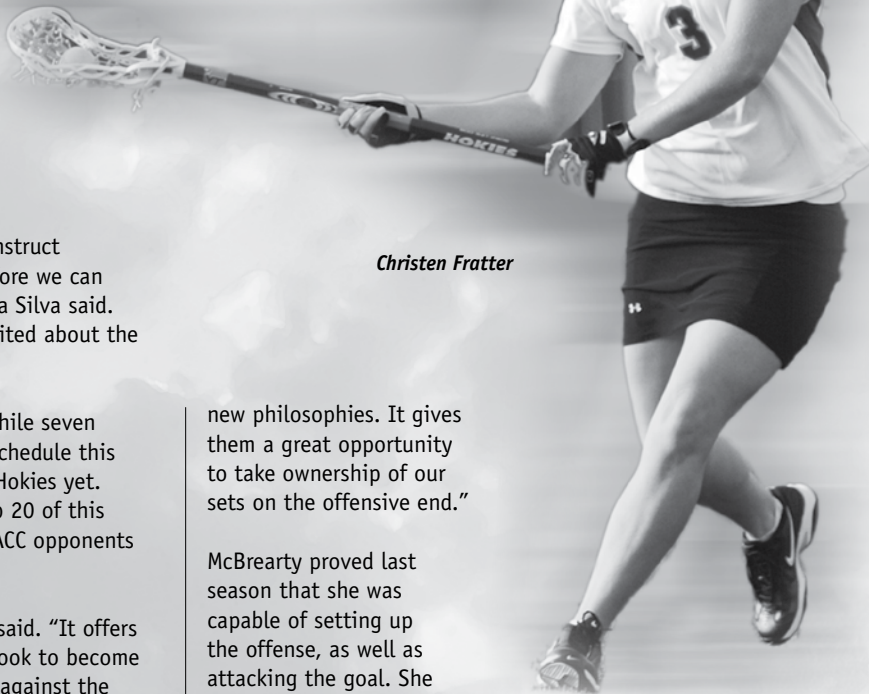 3
HOKIES
Christen Fratter
nstruct
ore we can
a Silva said.
ited about the
hile seven
chedule this
Hokies yet.
o 20 of this
ACC opponents
said. “It offers
ook to become
against the
new philosophies. It gives
them a great opportunity
to take ownership of our
sets on the offensive end.”
McBrearty proved last
season that she was
capable of setting up
the offense, as well as
attacking the goal. She